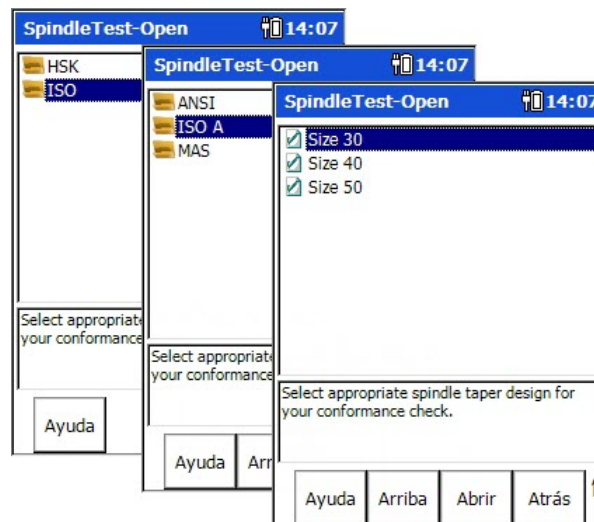 SpindleTest-Open 14:07
HSK
ISO
Select appropriate
your conformance
Ayuda
SpindleTest-Open 14:07
ANSI
ISO A
MAS
Select appropriate
your conformance
Ayuda Arr
SpindleTest-Open 14:07
Size 30
Size 40
Size 50
Select appropriate spindle taper design for
your conformance check.
Ayuda Arriba Abrir Atrás